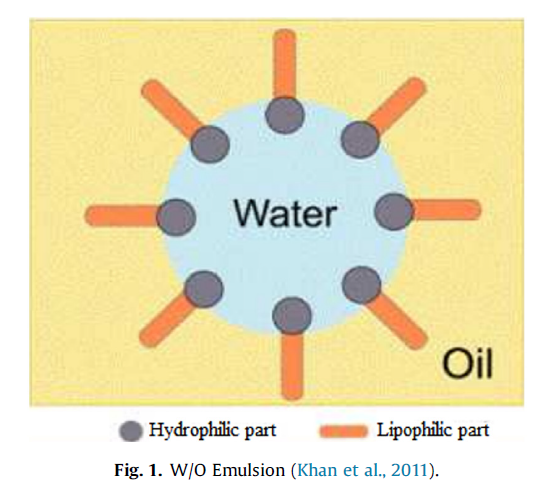 Water
Oil
Hydrophilic part Lipophilic part
Fig. 1. W/O Emulsion (Khan et al., 2011).